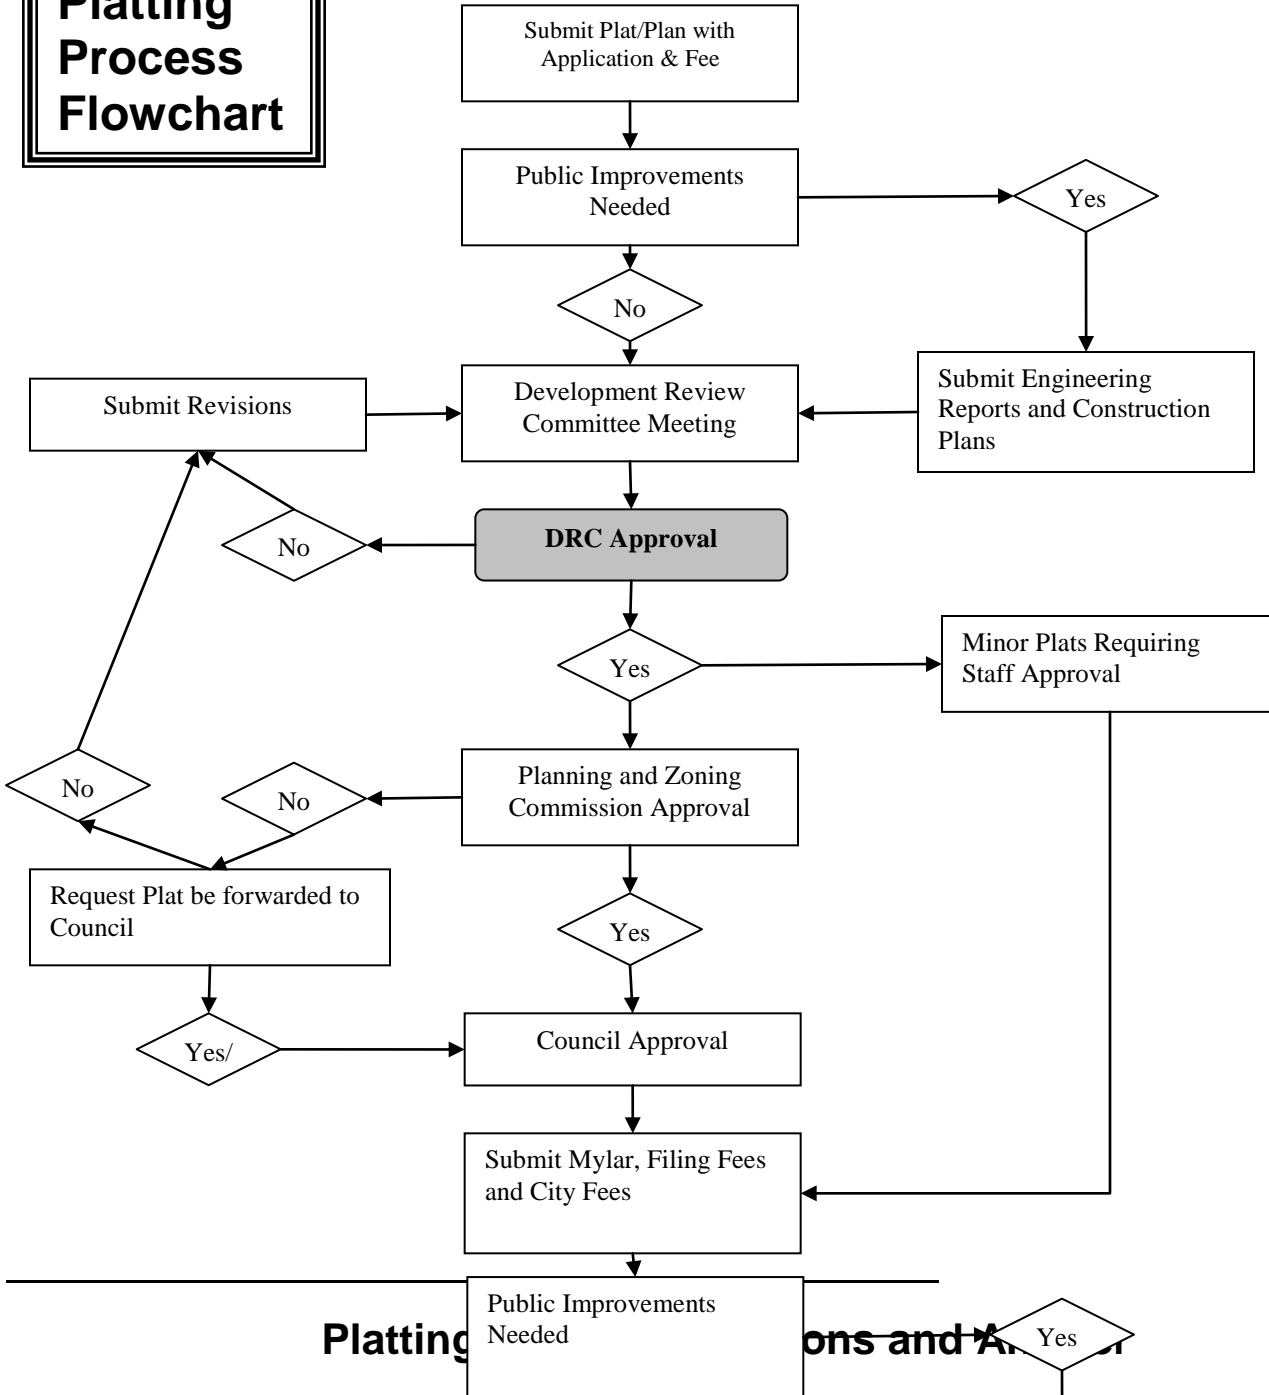 Platting
Process
Flowchart
Submit Plat/Plan with
Application & Fee
Public Improvements
Needed
Yes
No
Submit Revisions
Development Review
Committee Meeting
Submit Engineering
Reports and Construction
Plans
No
DRC Approval
Yes
Minor Plats Requiring
Staff Approval
No
No
Planning and Zoning
Commission Approval
Request Plat be forwarded to
Council
Yes
Yes/
Council Approval
Submit Mylar, Filing Fees
and City Fees
Public Improvements
Needed
Platting
and
Yes